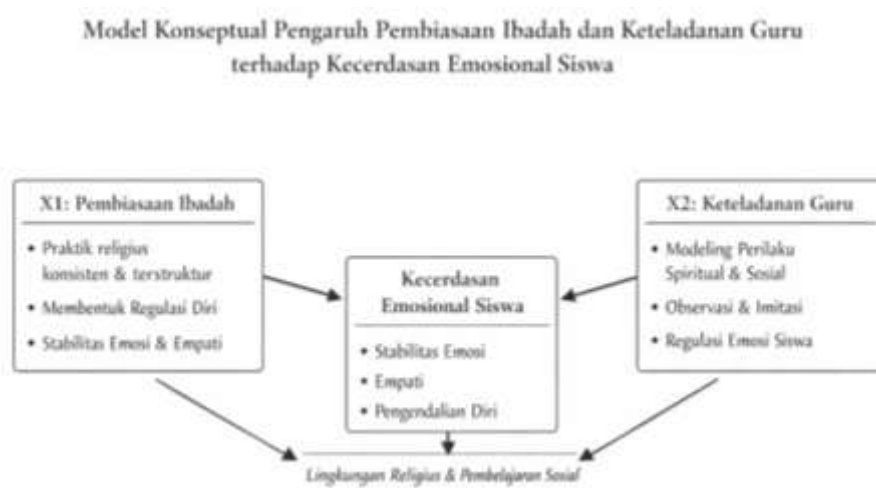 Model Konseptual Pengaruh Pembiasaan Ibadah dan Keteladanan Guru
terhadap Kecerdasan Emosional Siswa
X1: Pembiasaan Ibadah
• Praktik religius
konsisten & terstruktur
• Membentuk Regulasi Diri
• Stabilitas Emosi & Empati
Kecerdasan
Emosional Siswa
• Stabilitas Emosi
• Empati
• Pengendalian Diri
X2: Keteladanan Guru
• Modeling Perilaku
Spiritual & Sosial
• Observasi & Imitasi
• Regulasi Emosi Siswa
Lingkungan Religius & Pembelajaran Sosial